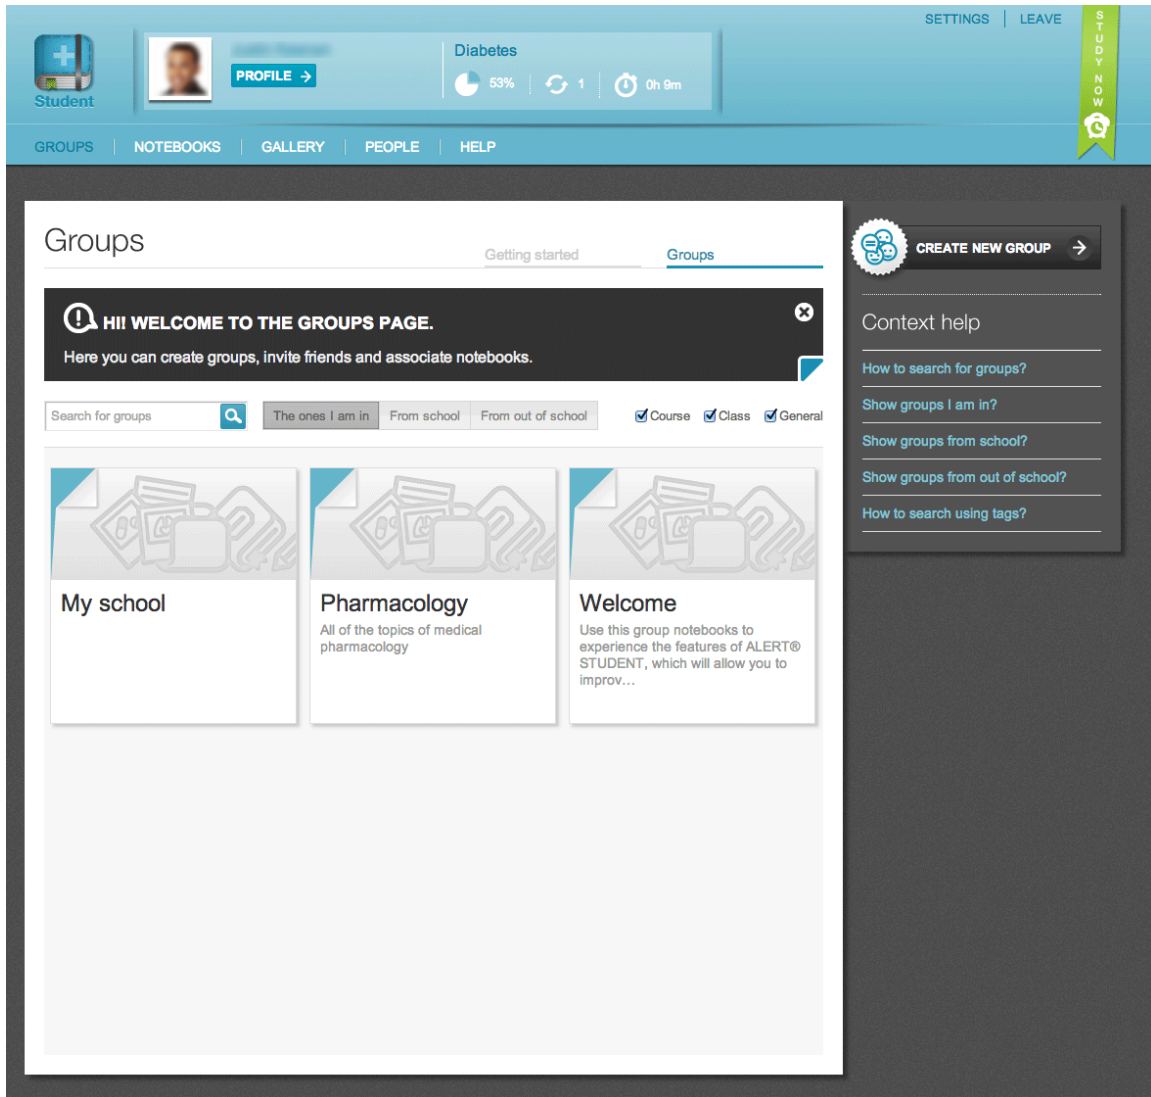 SETTINGS
LEAVE
STUDY NOW
Student
PROFILE
Diabetes
53%
1
0h 9m
GROUPS
NOTEBOOKS
GALLERY
PEOPLE
HELP
Groups
Getting started
Groups
HI! WELCOME TO THE GROUPS PAGE.
Here you can create groups, invite friends and associate notebooks.
Search for groups
The ones I am in
From school
From out of school
Course
Class
General
My school
Pharmacology
All of the topics of medical
pharmacology
Welcome
Use this group notebooks to
experience the features of ALERT®
STUDENT, which will allow you to
improv...
CREATE NEW GROUP
Context help
How to search for groups?
Show groups I am in?
Show groups from school?
Show groups from out of school?
How to search using tags?